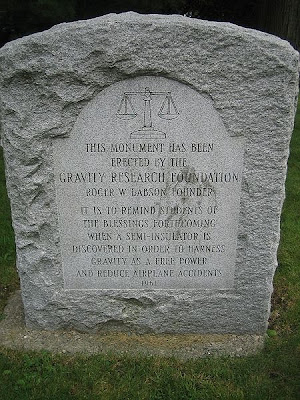 THIS MONUMENT HAS BEEN
ERECTED BY THE
GRAVITY RESEARCH FOUNDATION
ROGER W. BABSON FOUNDER
IT IS TO REMIND STUDENTS OF
THE BLESSINGS FORTHCOMING
WHEN A SEMI-INSULATOR IS
DISCOVERED IN ORDER TO HARNESS
GRAVITY AS A FREE POWER
AND REDUCE AIRPLANE ACCIDENTS
1961